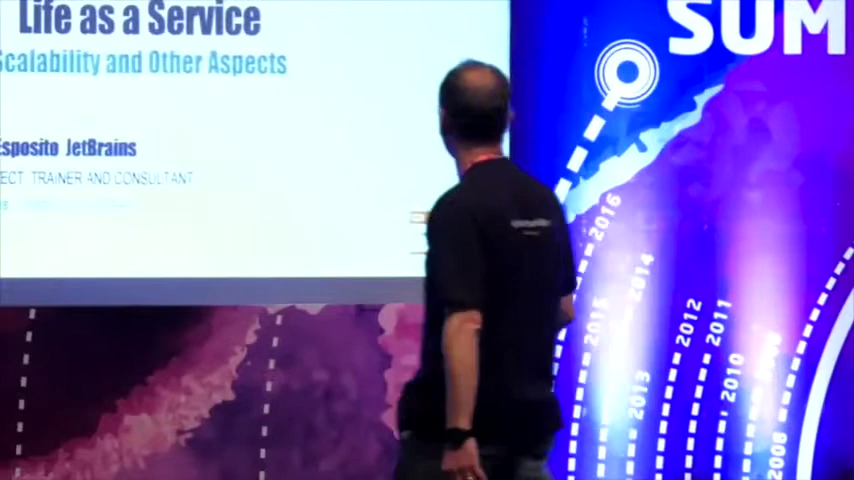 Life as a Service
Scalability and Other Aspects
Esposito JetBrains
ECT TRAINER AND CONSULTANT
SUM
2016
2015
2014
2013
2012
2011
2010
2008